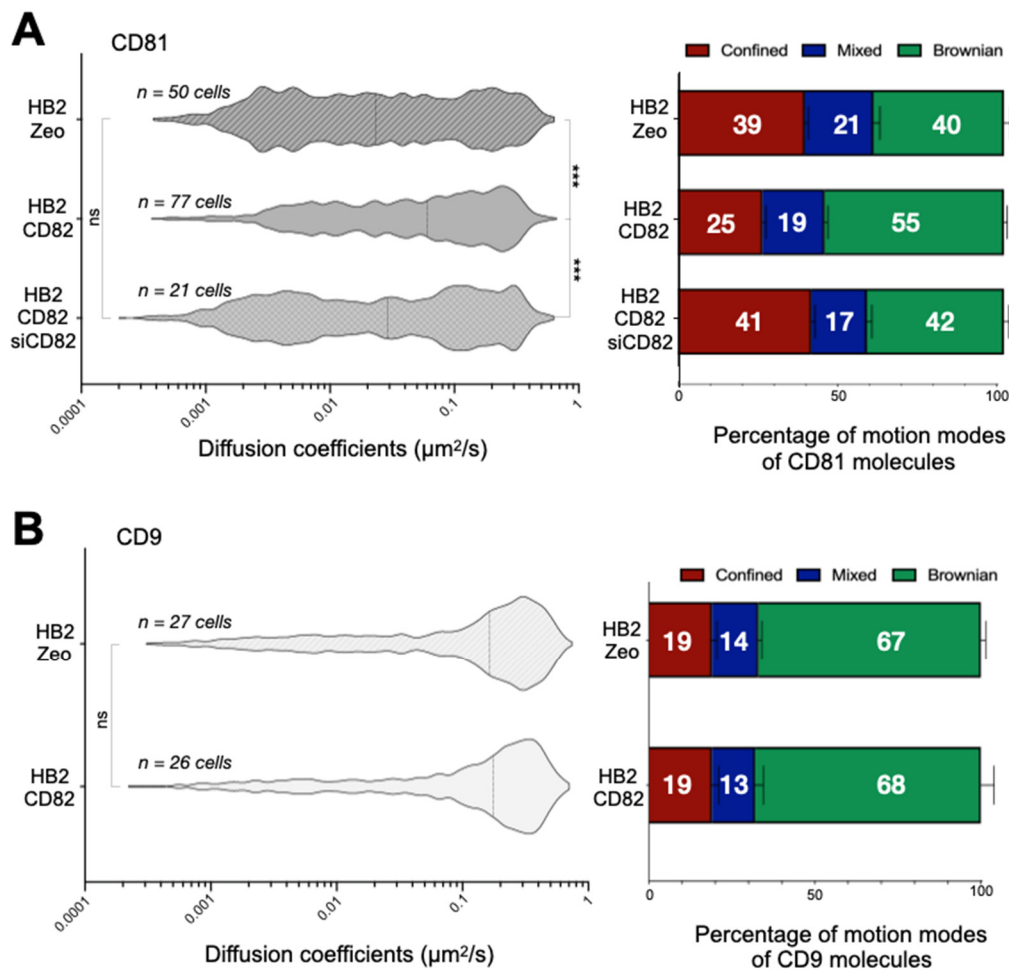 A
CD81
Confined Mixed Brownian
HB2
Zeo
n = 50 cells
HB2
CD82
n = 77 cells
HB2
CD82
siCD82
n = 21 cells
ns
***
***
0.0001 0.001 0.01 0.1 1
Diffusion coefficients (µm²/s)
HB2
Zeo
39 21 40
HB2
CD82
25 19 55
HB2
CD82
siCD82
41 17 42
0 50 100
Percentage of motion modes
of CD81 molecules
B
CD9
Confined Mixed Brownian
HB2
Zeo
n = 27 cells
HB2
CD82
n = 26 cells
ns
0.0001 0.001 0.01 0.1 1
Diffusion coefficients (µm²/s)
HB2
Zeo
19 14 67
HB2
CD82
19 13 68
0 50 100
Percentage of motion modes
of CD9 molecules